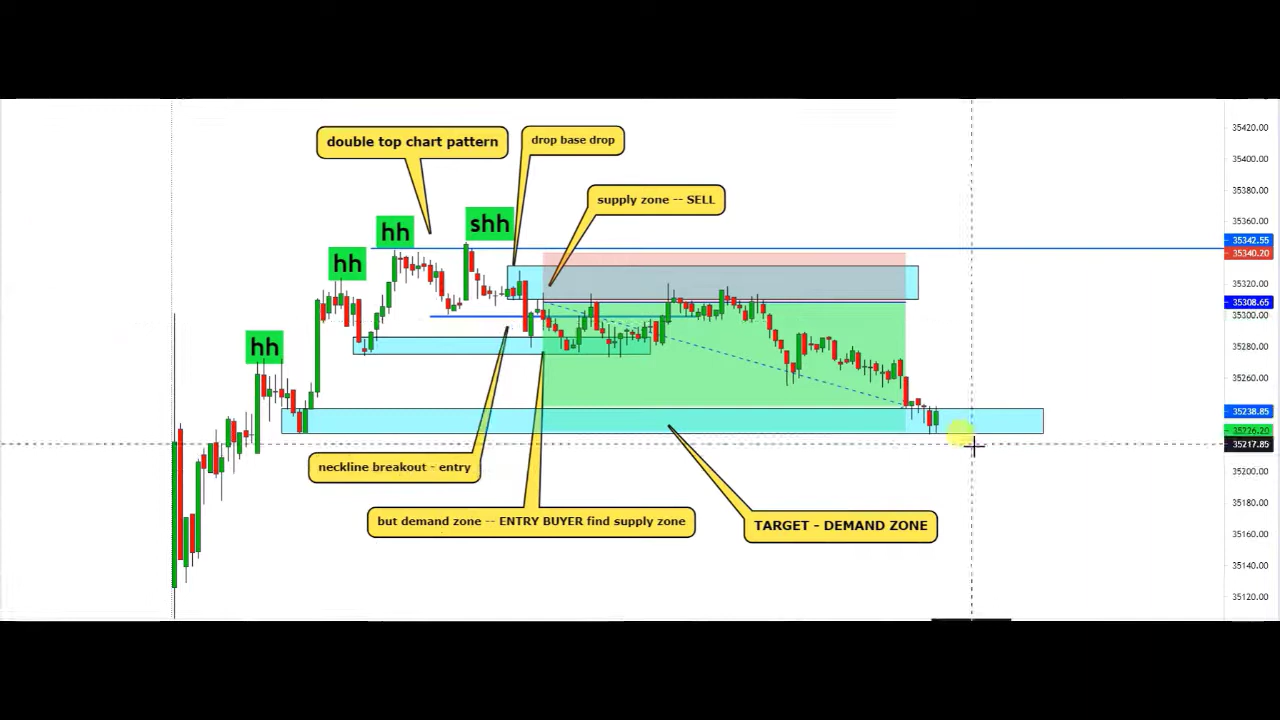 double top chart pattern
drop base drop
supply zone -- SELL
hh
hh
hh
shh
neckline breakout - entry
but demand zone -- ENTRY BUYER find supply zone
TARGET - DEMAND ZONE
35420.00
35400.00
35380.00
35360.00
35342.55
35340.20
35320.00
35308.65
35300.00
35280.00
35260.00
35238.85
35226.20
35217.85
35200.00
35180.00
35160.00
35140.00
35120.00